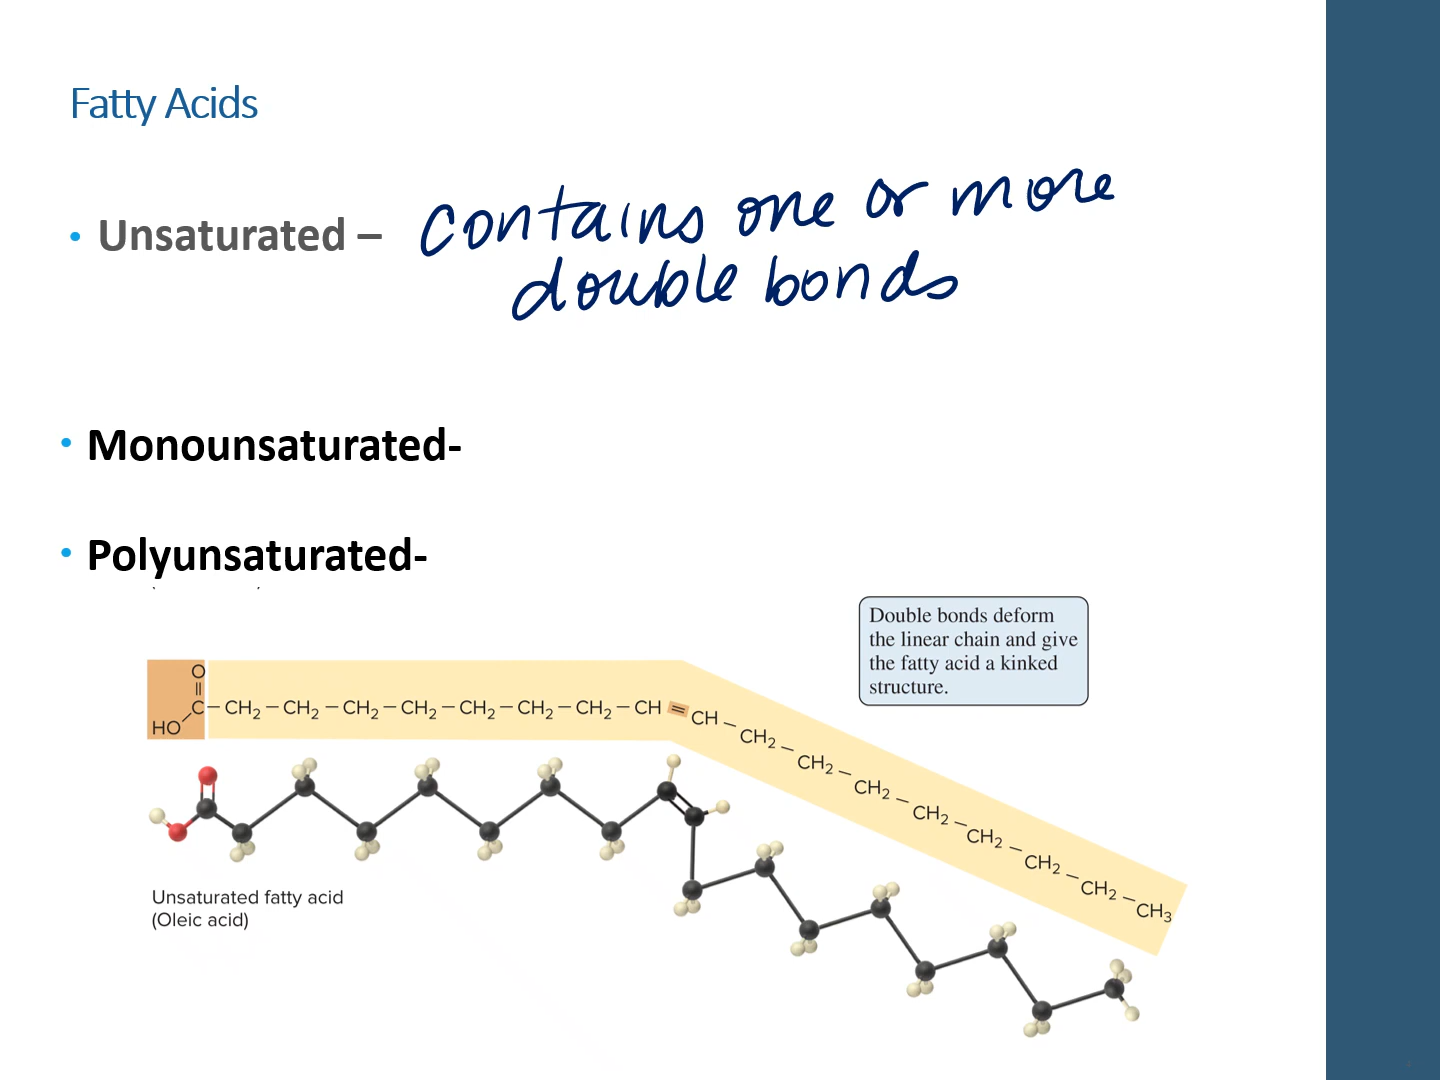 Fatty Acids
• Unsaturated – contains one or more
double bonds
• Monounsaturated-
• Polyunsaturated-
Double bonds deform
the linear chain and give
the fatty acid a kinked
structure.
O
||
HO C – CH₂ – CH₂ – CH₂ – CH₂ – CH₂ – CH₂ – CH₂ – CH = CH – CH₂ – CH₂ – CH₂ – CH₂ – CH₂ – CH₂ – CH₂ – CH₃
Unsaturated fatty acid
(Oleic acid)